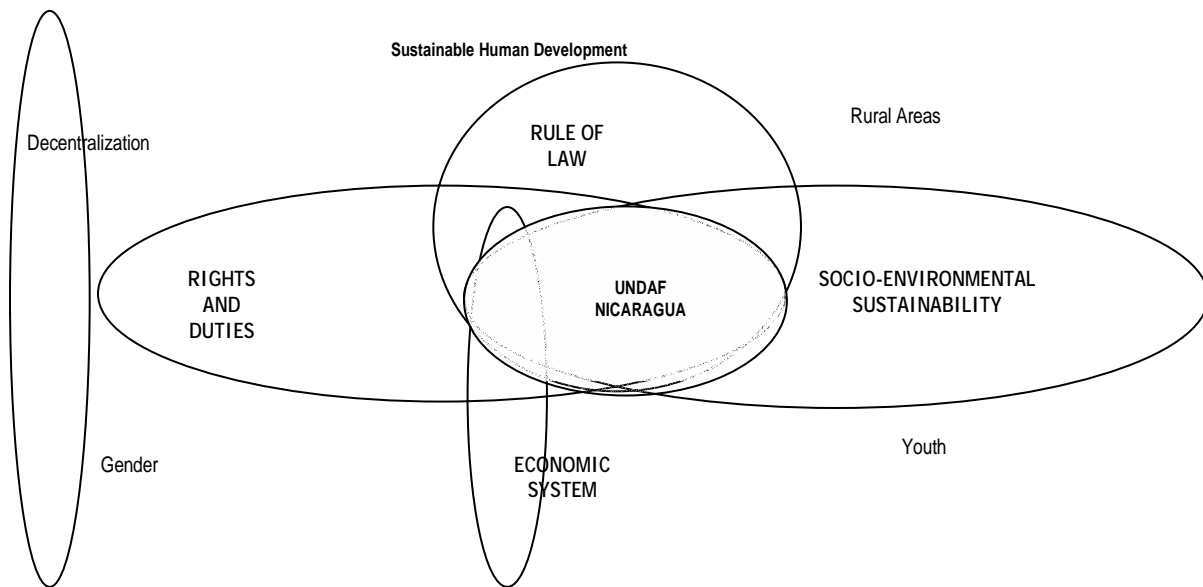 Sustainable Human Development
Rural Areas
RULE OF
LAW
Decentralization
RIGHTS
AND
DUTIES
UNDAF
NICARAGUA
SOCIO-ENVIRONMENTAL
SUSTAINABILITY
Gender
ECONOMIC
SYSTEM
Youth